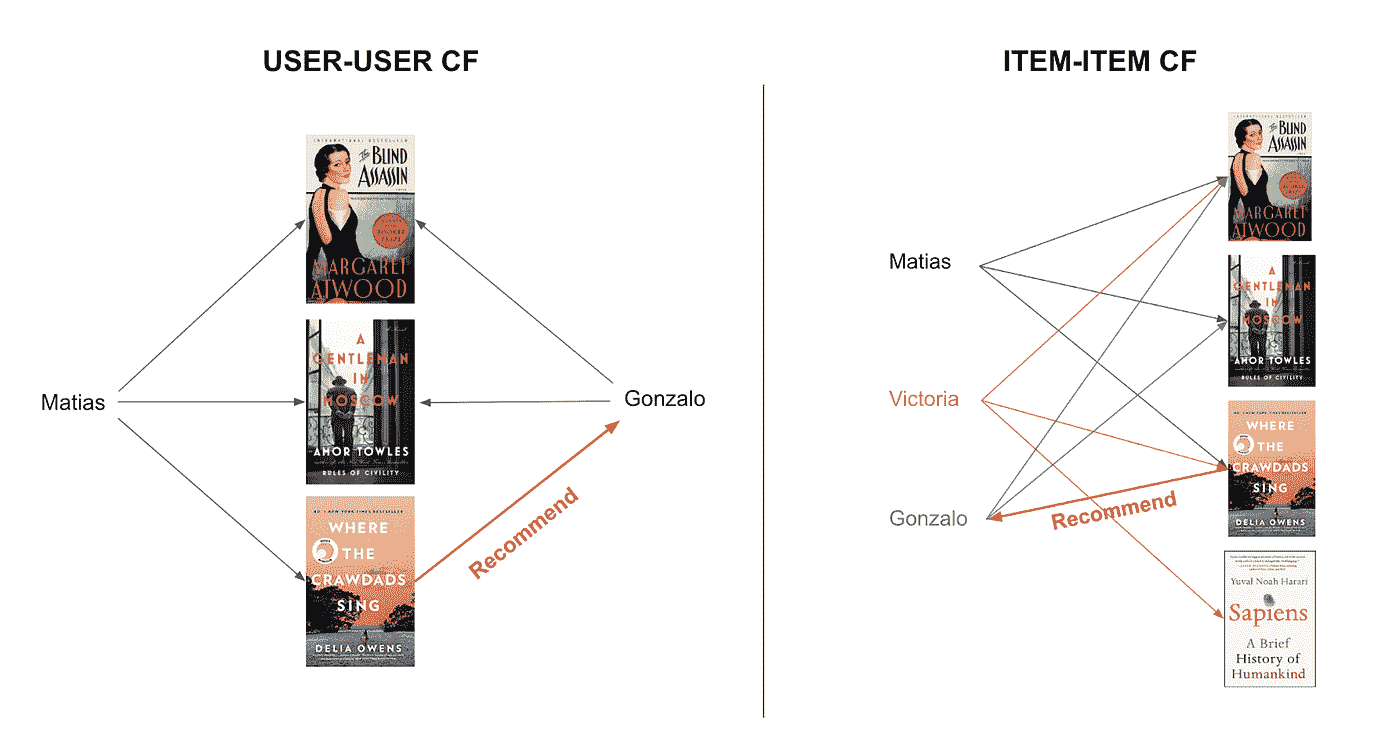 USER-USER CF
INTERNATIONAL BESTSELLER
The
BLIND
ASSASSIN
BOOKER
PRIZE
MARGARET
ATWOOD
A
GENTLEMAN
IN
MOSCOW
AMOR TOWLES
RULES OF CIVILITY
WHERE
THE
CRAWDADS
SING
DELIA OWENS
Matias
Gonzalo
Recommend
ITEM-ITEM CF
The
BLIND
ASSASSIN
MARGARET
ATWOOD
A
GENTLEMAN
IN
MOSCOW
AMOR TOWLES
RULES OF CIVILITY
WHERE
THE
CRAWDADS
SING
DELIA OWENS
Yuval Noah Harari
Sapiens
A Brief
History of
Humankind
Matias
Victoria
Gonzalo
Recommend